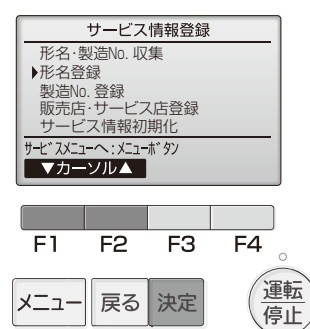 サービス情報登録
形名・製造No. 収集
▶形名登録
製造No. 登録
販売店・サービス店登録
サービス情報初期化
ｻｰﾋﾞｽﾒﾆｭｰへ：ﾒﾆｭｰﾎﾞﾀﾝ
▼カーソル▲
F1 F2 F3 F4
メニュー 戻る 決定 運転
停止